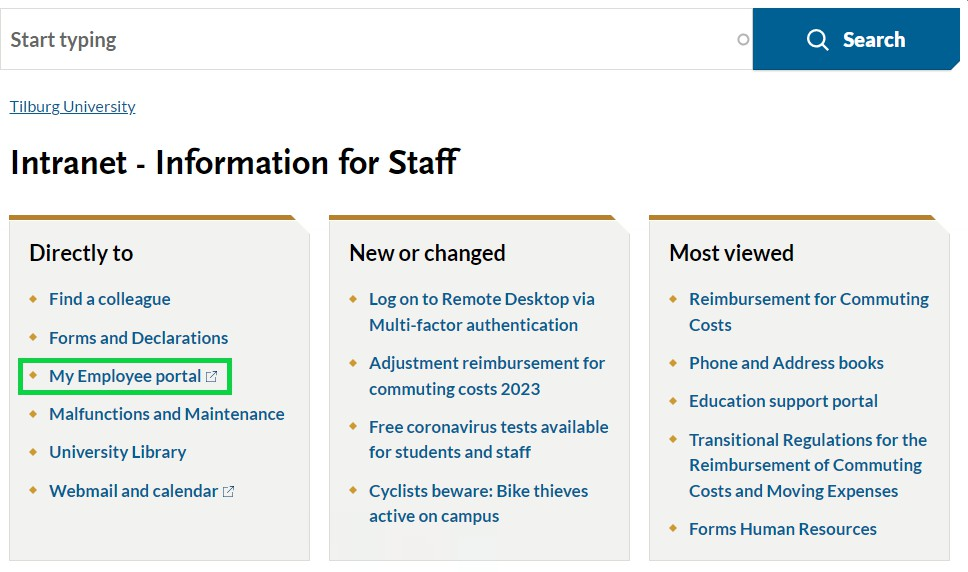 Start typing
Search
Tilburg University
Intranet - Information for Staff
Directly to
Find a colleague
Forms and Declarations
My Employee portal
Malfunctions and Maintenance
University Library
Webmail and calendar
New or changed
Log on to Remote Desktop via
Multi-factor authentication
Adjustment reimbursement for
commuting costs 2023
Free coronavirus tests available
for students and staff
Cyclists beware: Bike thieves
active on campus
Most viewed
Reimbursement for Commuting
Costs
Phone and Address books
Education support portal
Transitional Regulations for the
Reimbursement of Commuting
Costs and Moving Expenses
Forms Human Resources